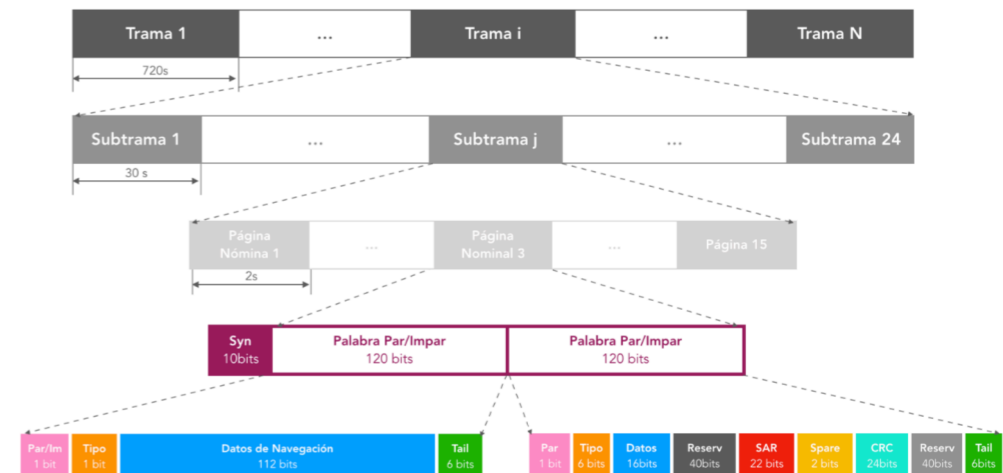 Trama 1
...
Trama i
...
Trama N
720s
Subtrama 1
...
Subtrama j
...
Subtrama 24
30 s
Página
Nómina 1
...
Página
Nominal 3
...
Página 15
2s
Syn
10bits
Palabra Par/Impar
120 bits
Palabra Par/Impar
120 bits
Par/Im
1 bit
Tipo
1 bit
Datos de Navegación
112 bits
Tail
6 bits
Par
1 bit
Tipo
6 bits
Datos
16bits
Reserv
40bits
SAR
22 bits
Spare
2 bits
CRC
24bits
Reserv
40bits
Tail
6bits